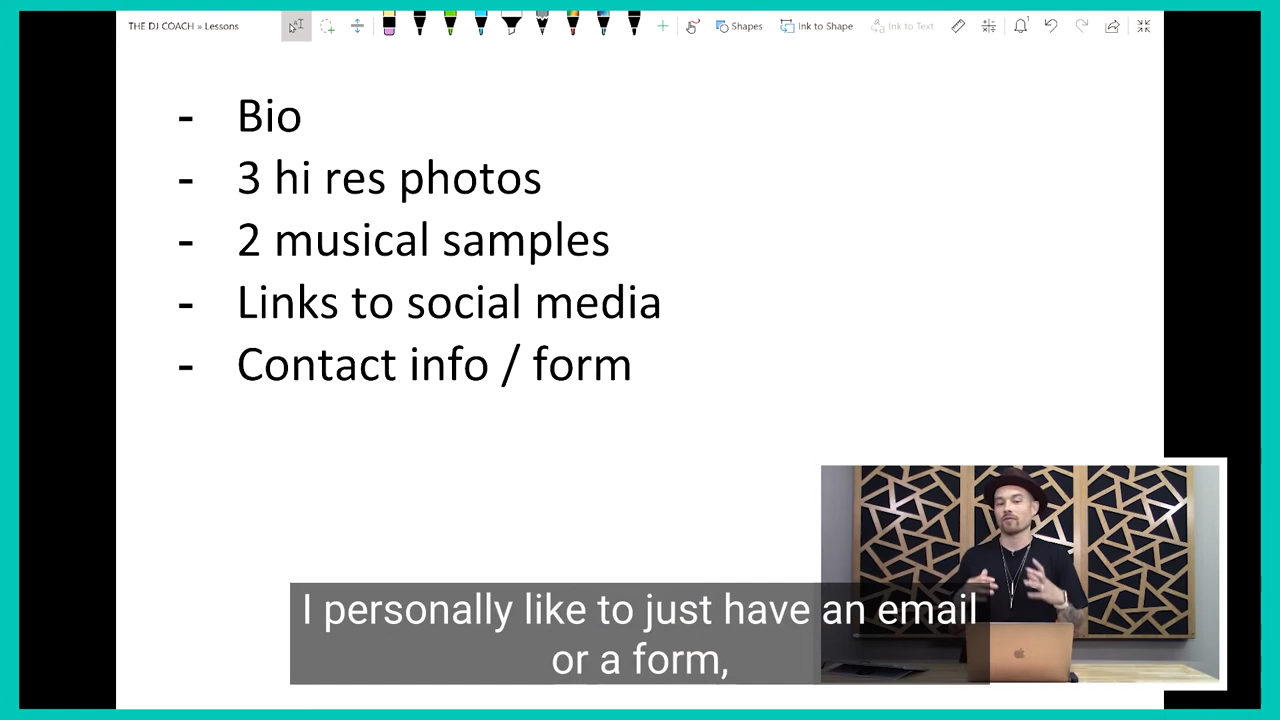 THE DJ COACH » Lessons
Shapes
Ink to Shape
Ink to Text
- Bio
- 3 hi res photos
- 2 musical samples
- Links to social media
- Contact info / form
I personally like to just have an email
or a form,